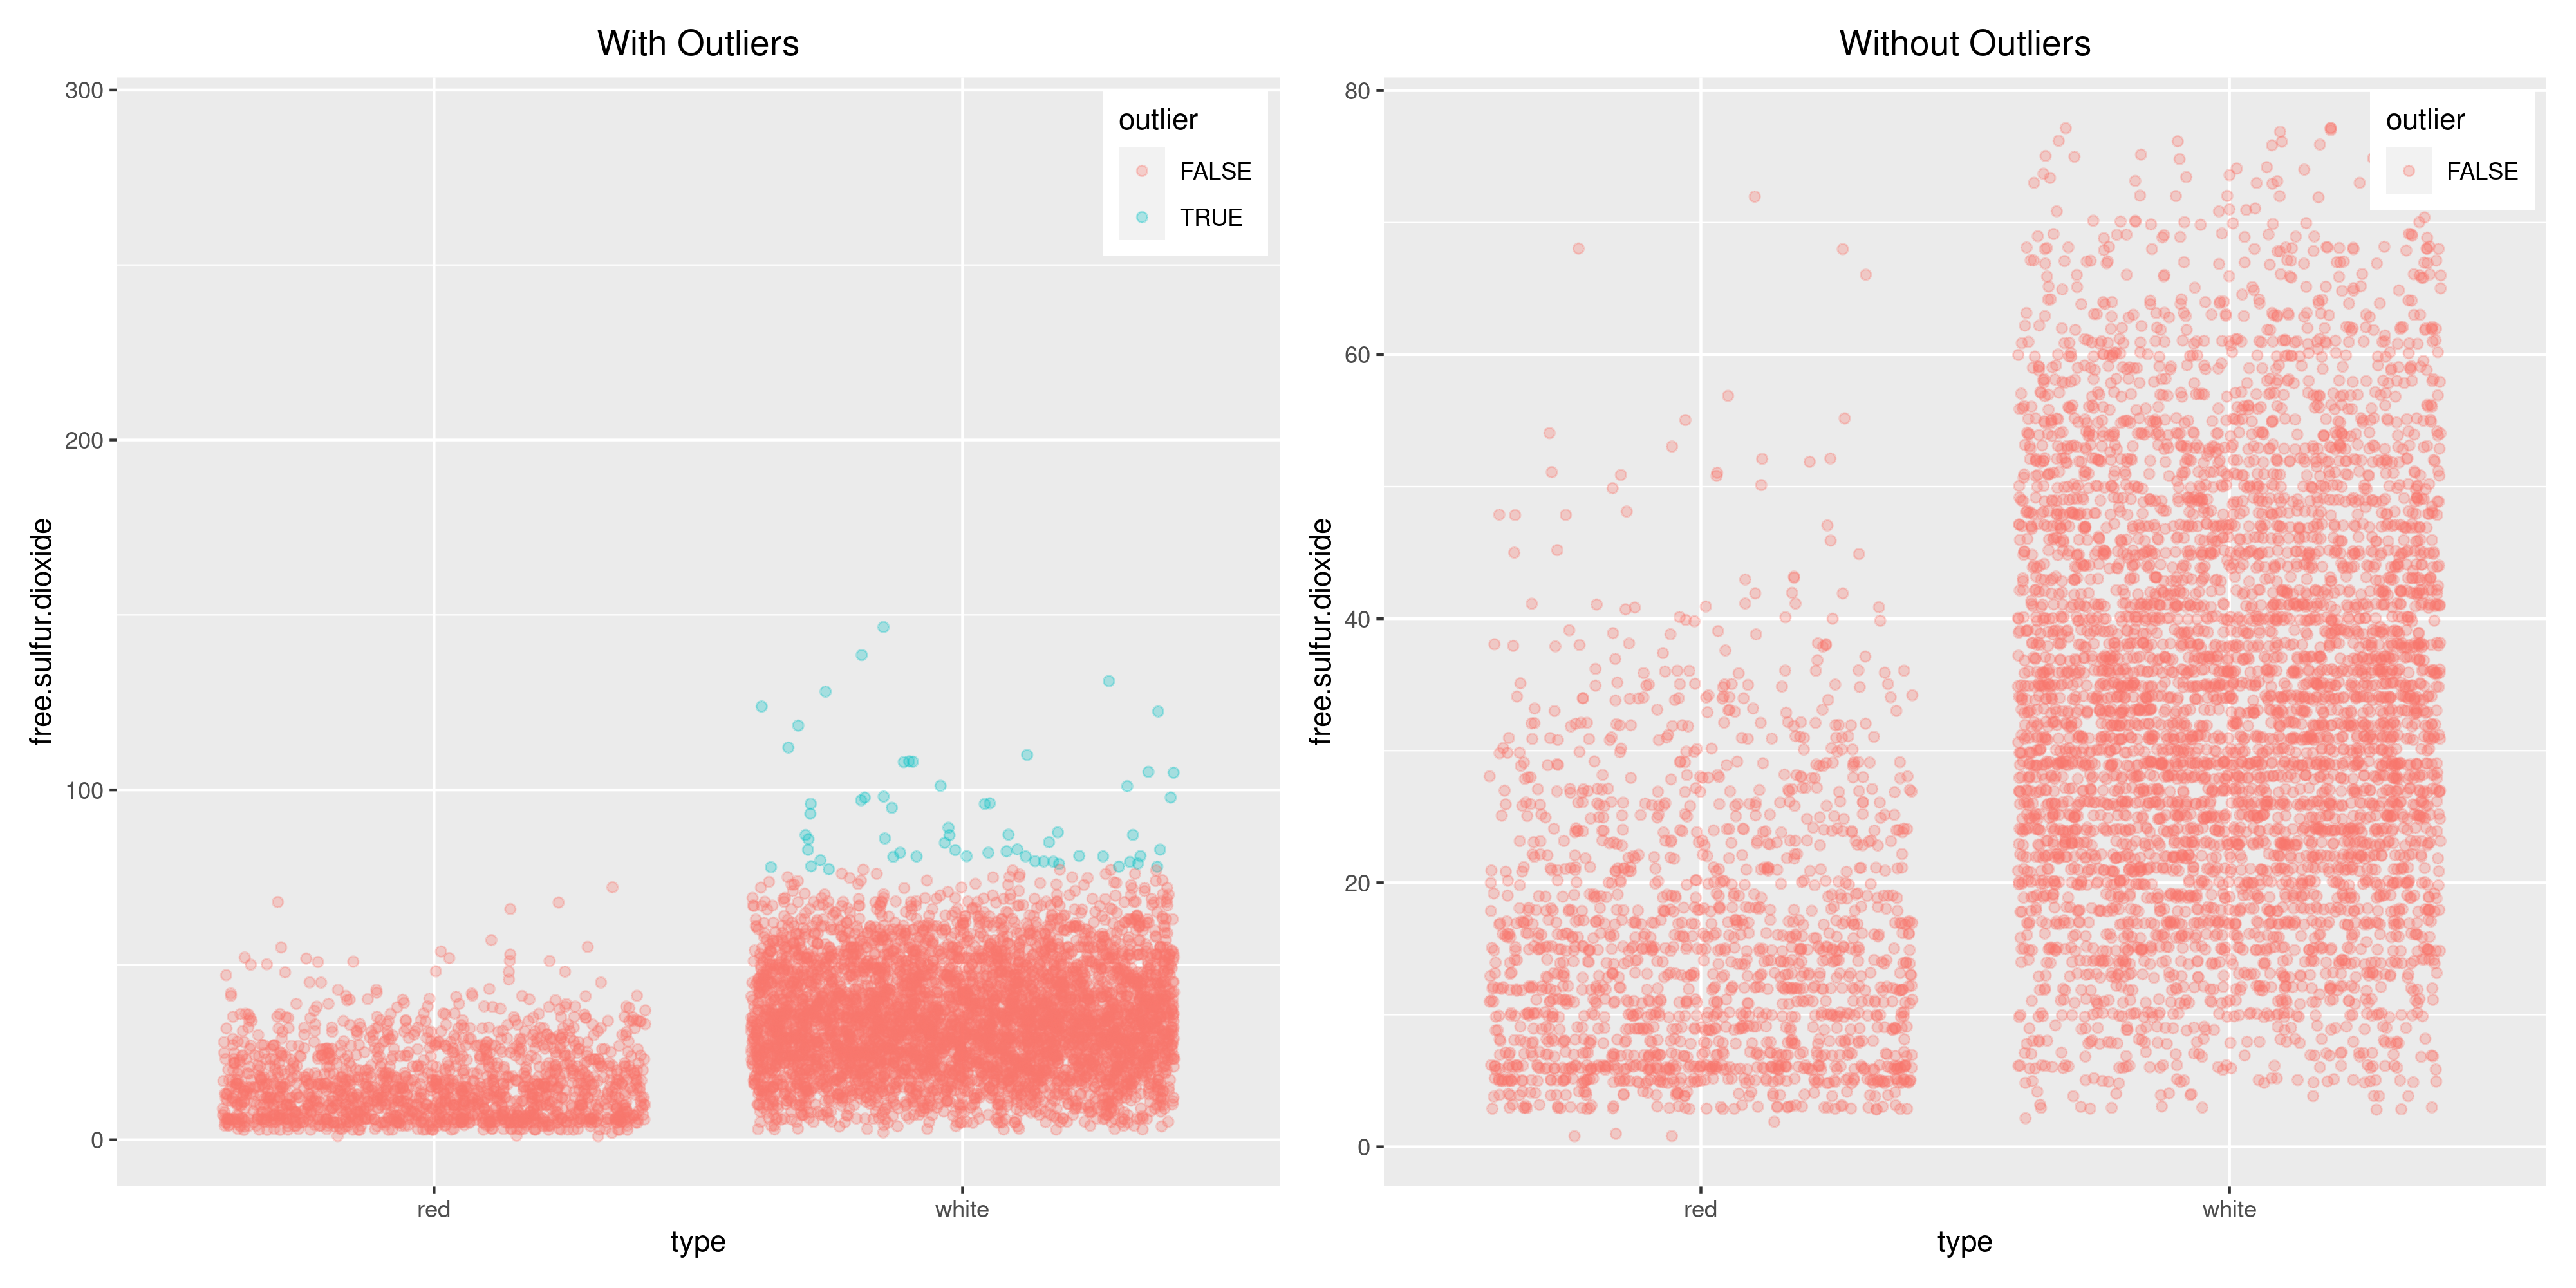 With Outliers
300
200
100
0
free.sulfur.dioxide
outlier
FALSE
TRUE
red
white
type
Without Outliers
80
60
40
20
0
free.sulfur.dioxide
outlier
FALSE
red
white
type